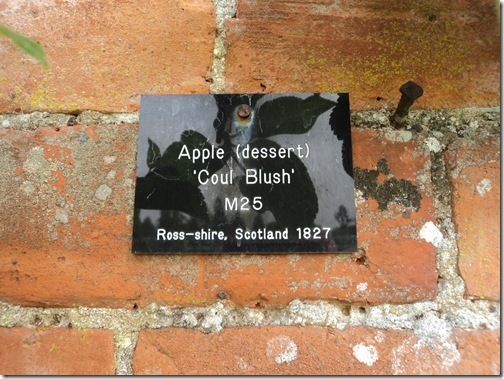 Apple (dessert)
'Coul Blush'
M25
Ross-shire, Scotland 1827